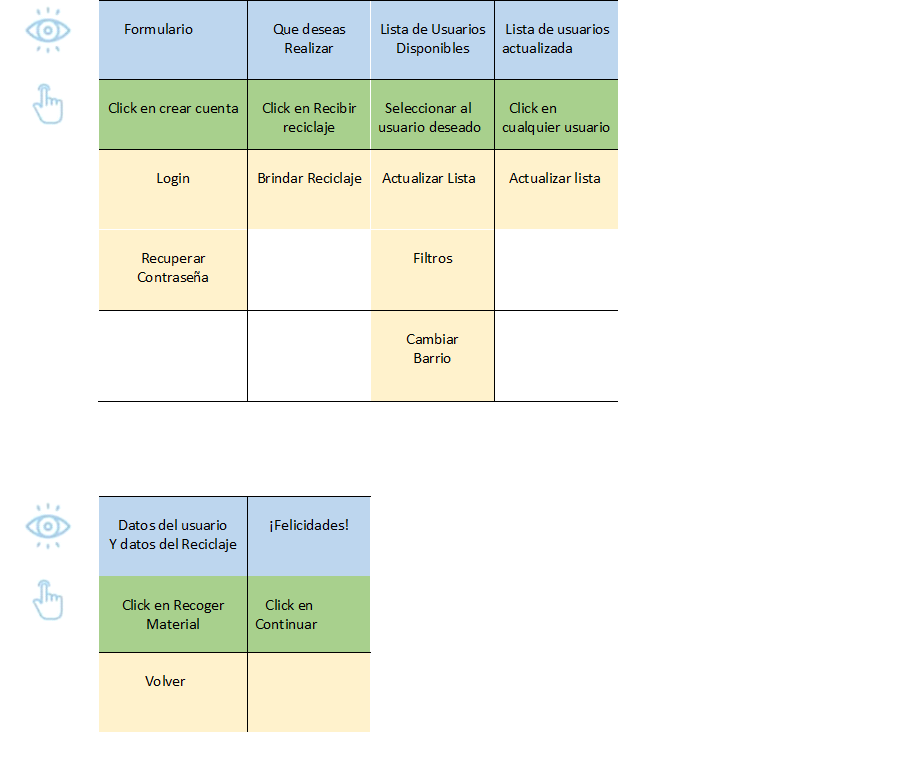 Formulario
Que deseas
Realizar
Lista de Usuarios
Disponibles
Lista de usuarios
actualizada
Click en crear cuenta
Click en Recibir
reciclaje
Seleccionar al
usuario deseado
Click en
cualquier usuario
Login
Brindar Reciclaje
Actualizar Lista
Actualizar lista
Recuperar
Contraseña
Filtros
Cambiar
Barrio
Datos del usuario
Y datos del Reciclaje
¡Felicidades!
Click en Recoger
Material
Click en
Continuar
Volver